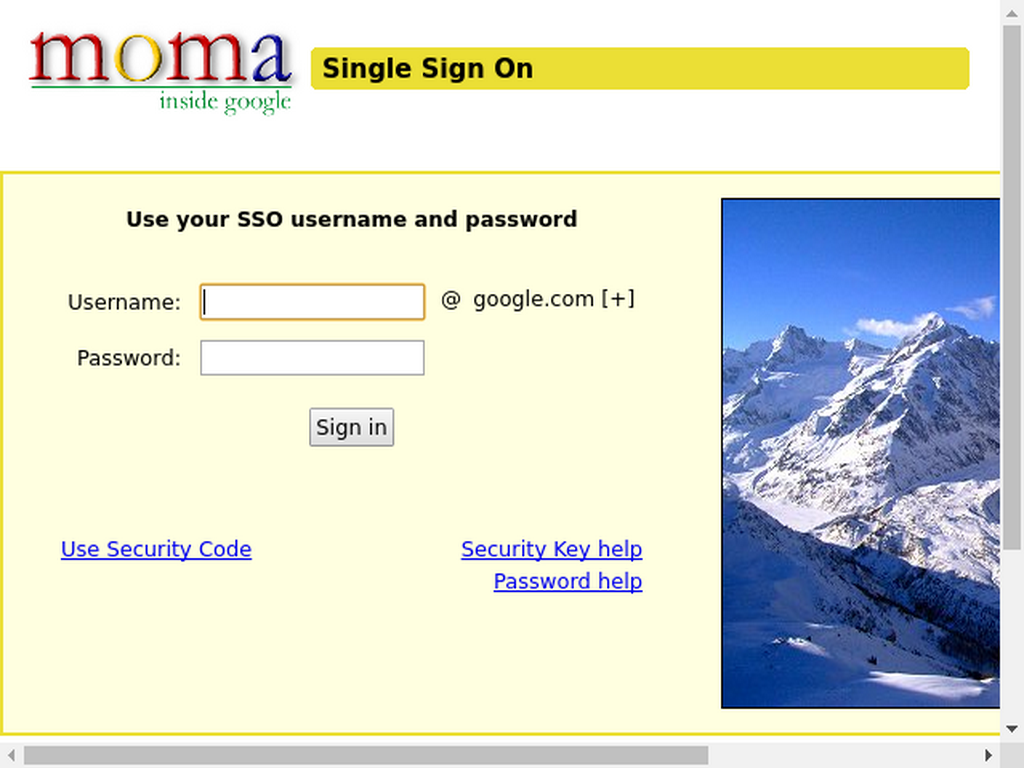 moma
inside google
Single Sign On
Use your SSO username and password
Username: @ google.com [+]
Password:
Sign in
Use Security Code
Security Key help
Password help